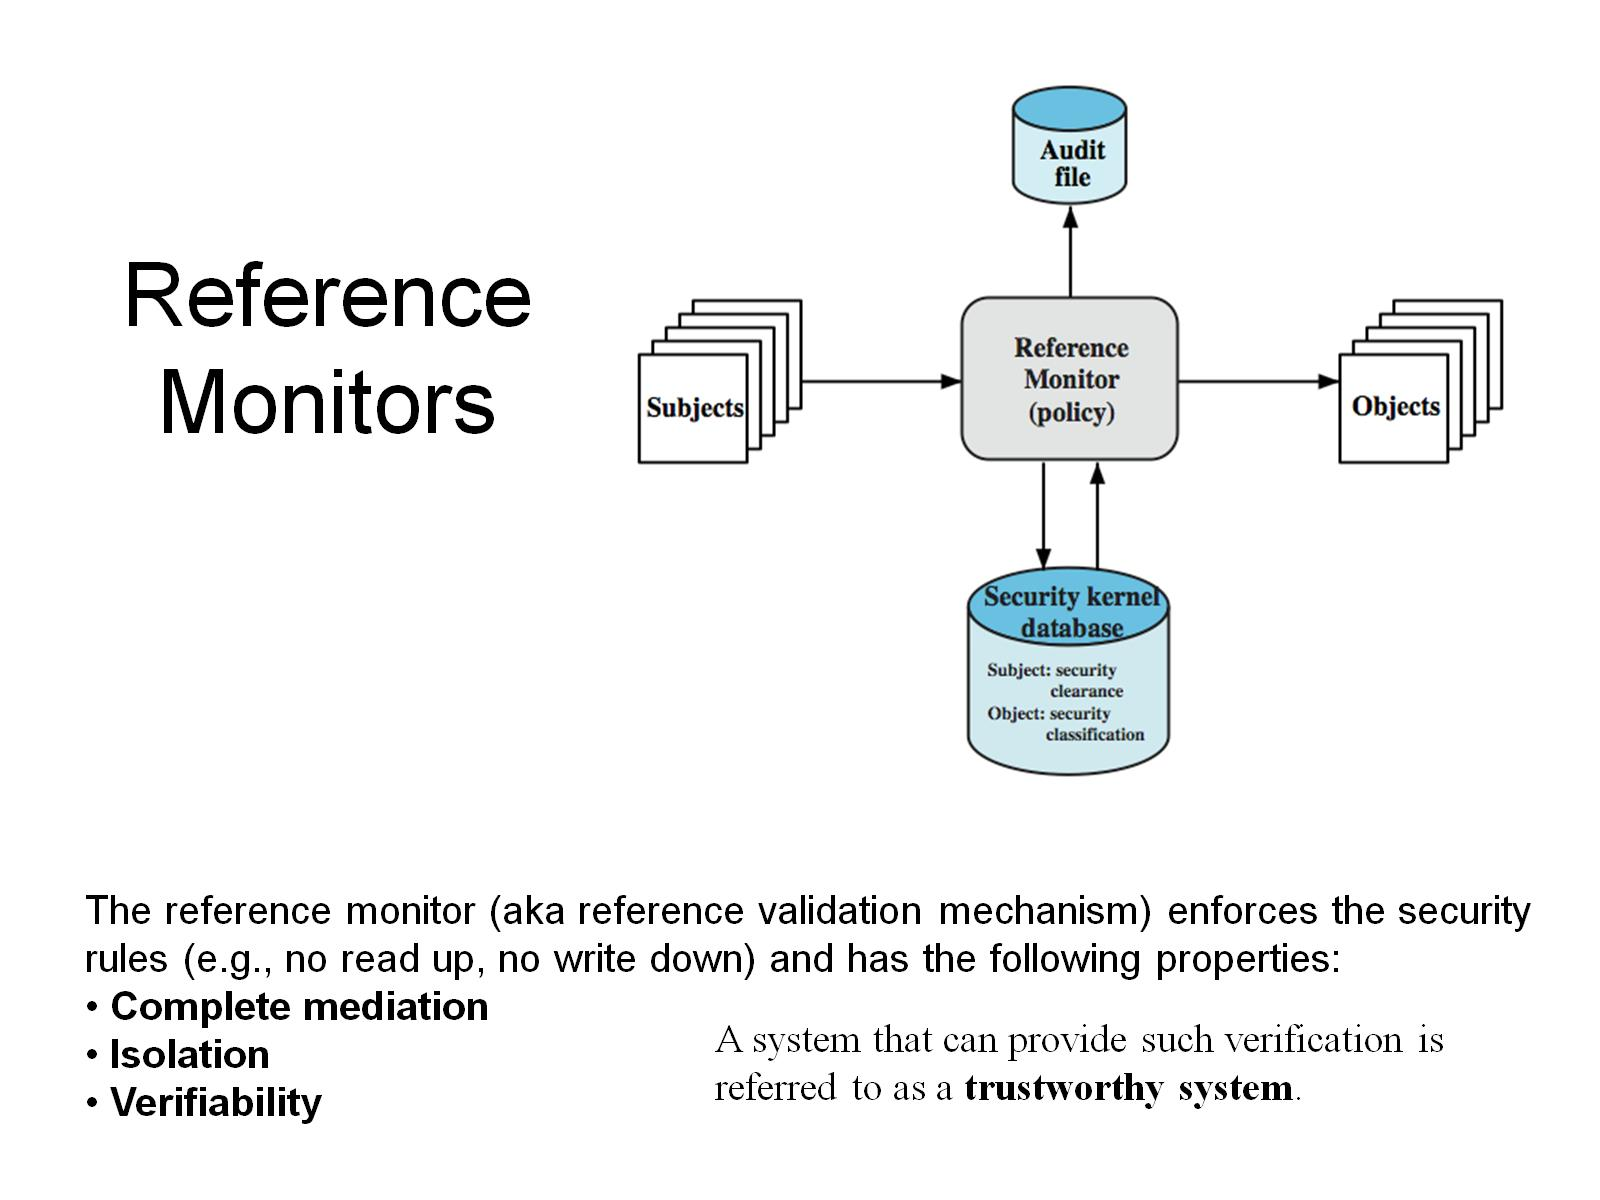 Reference
Monitors
Audit
file
Subjects
Reference
Monitor
(policy)
Objects
Security kernel
database
Subject: security
clearance
Object: security
classification
The reference monitor (aka reference validation mechanism) enforces the security
rules (e.g., no read up, no write down) and has the following properties:
• Complete mediation
• Isolation
• Verifiability
A system that can provide such verification is
referred to as a trustworthy system.